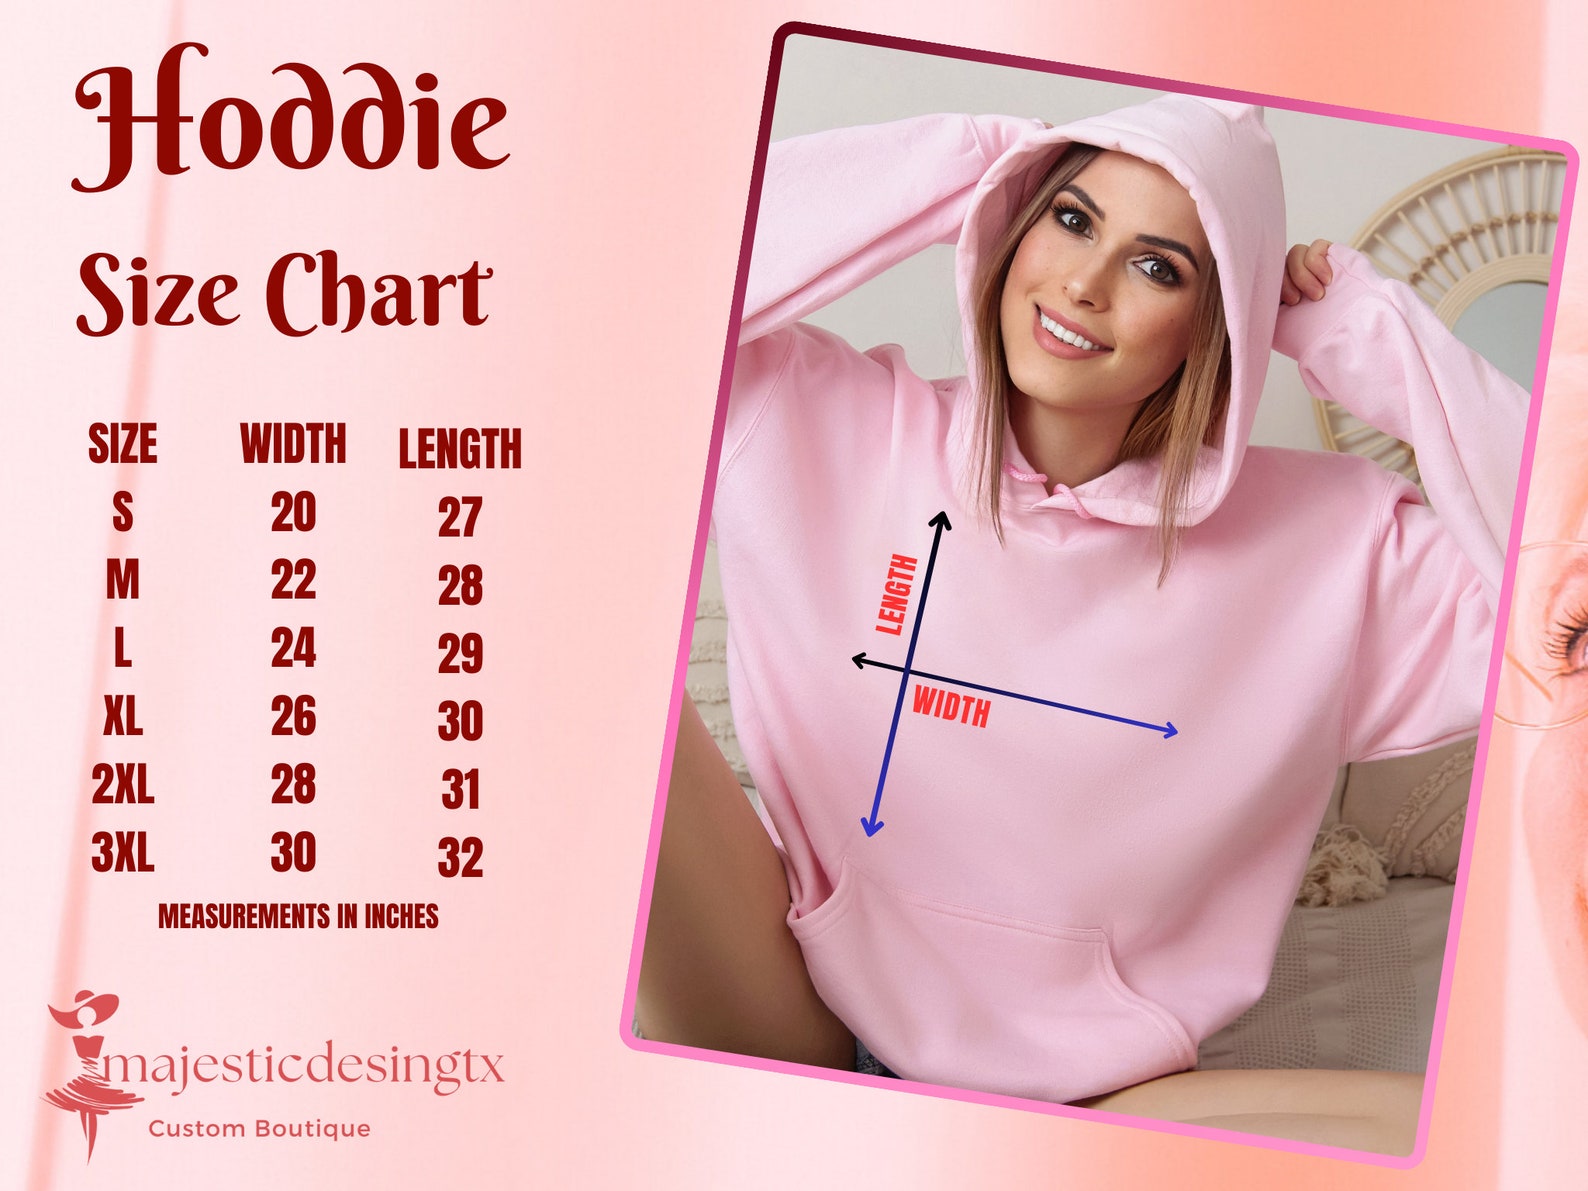 Hoddie
Size Chart
SIZE WIDTH LENGTH
S 20 27
M 22 28
L 24 29
XL 26 30
2XL 28 31
3XL 30 32
MEASUREMENTS IN INCHES
majesticdesingtx
Custom Boutique
LENGTH
WIDTH